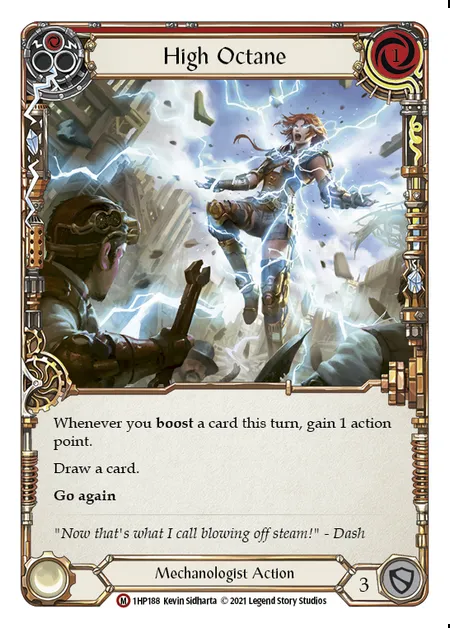 High Octane
1
Whenever you boost a card this turn, gain 1 action
point.
Draw a card.
Go again
"Now that's what I call blowing off steam!" - Dash
Mechanologist Action
3
M 1HP188 Kevin Sidharta © 2021 Legend Story Studios